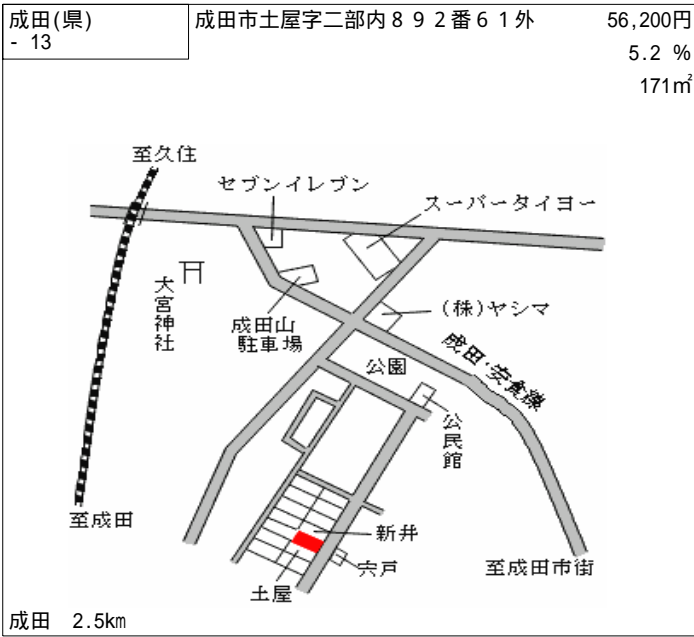 成田(県)
- 13
成田市土屋字二部内８９２番６１外
56,200円
5.2 %
171㎡
至久住
セブンイレブン
スーパータイヨー
大宮神社
成田山
駐車場
(株)ヤシマ
公園
成田・安食線
公民館
新井
至成田
宍戸
至成田市街
土屋
成田 2.5km